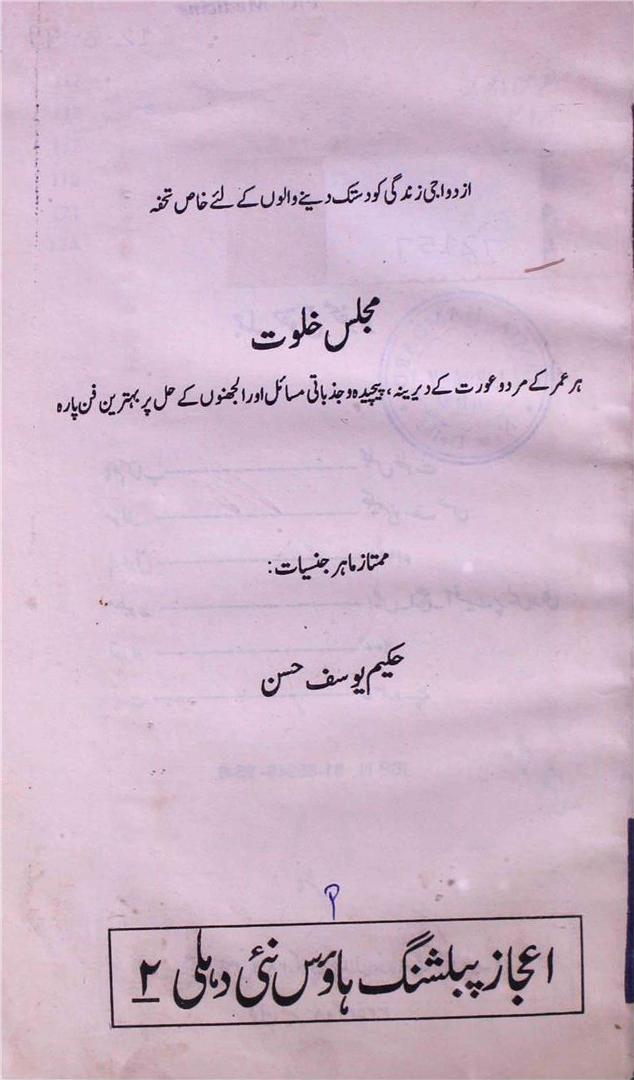 ازدواجی زندگی کو دستک دینے والوں کے لئے خاص تحفہ
مجلس خلوت
ہر عمر کے مرد و عورت کے دیرینہ، پیچیدہ و جذباتی مسائل اور الجھنوں کے حل پر بہترین فن پارہ
ممتاز ماہر جنسیات:
حکیم یوسف حسن
اعجاز پبلشنگ ہاؤس نئی دہلی ۲